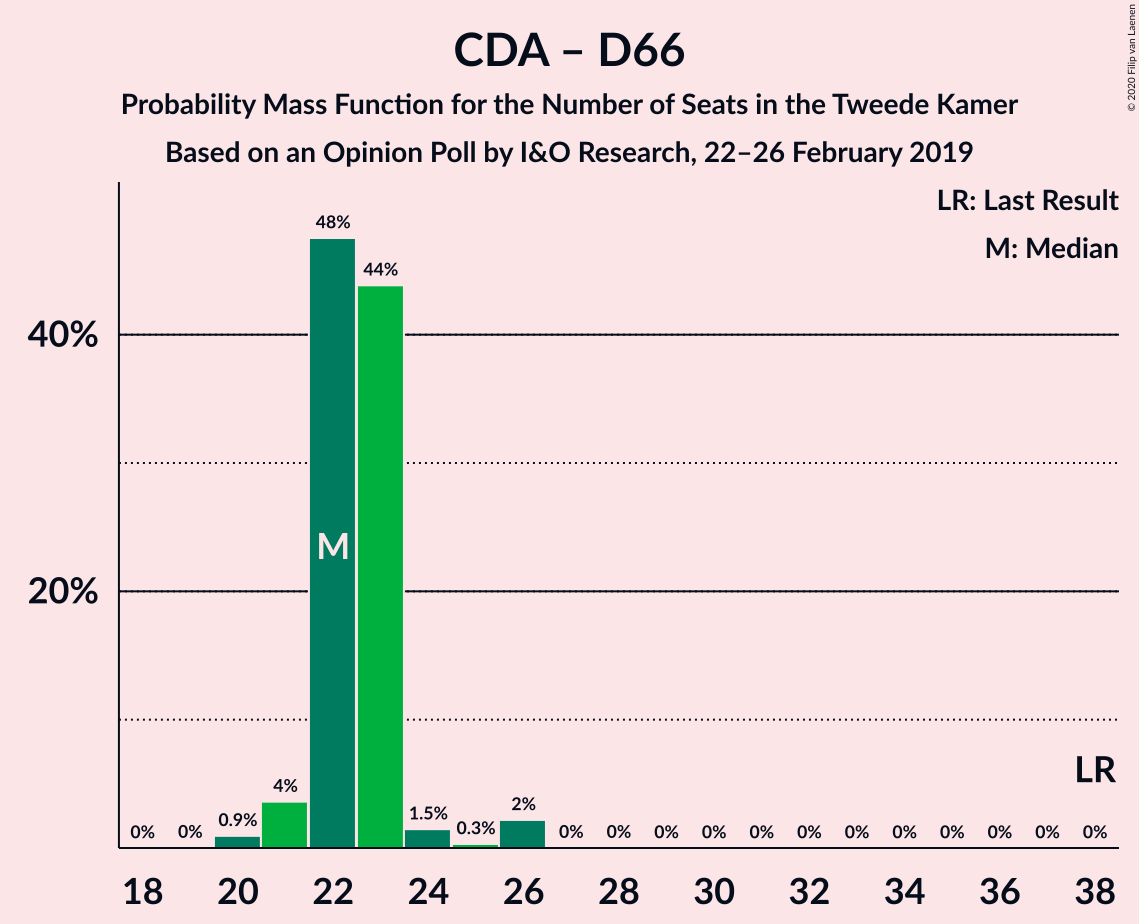 CDA – D66
Probability Mass Function for the Number of Seats in the Tweede Kamer
Based on an Opinion Poll by I&O Research, 22–26 February 2019
© 2020 Filip van Laenen
LR: Last Result
M: Median
48%
44%
40%
M
20%
LR
0% 0% 0.9% 4% 1.5% 0.3% 2% 0% 0% 0% 0% 0% 0% 0% 0% 0% 0% 0% 0%
18 20 22 24 26 28 30 32 34 36 38